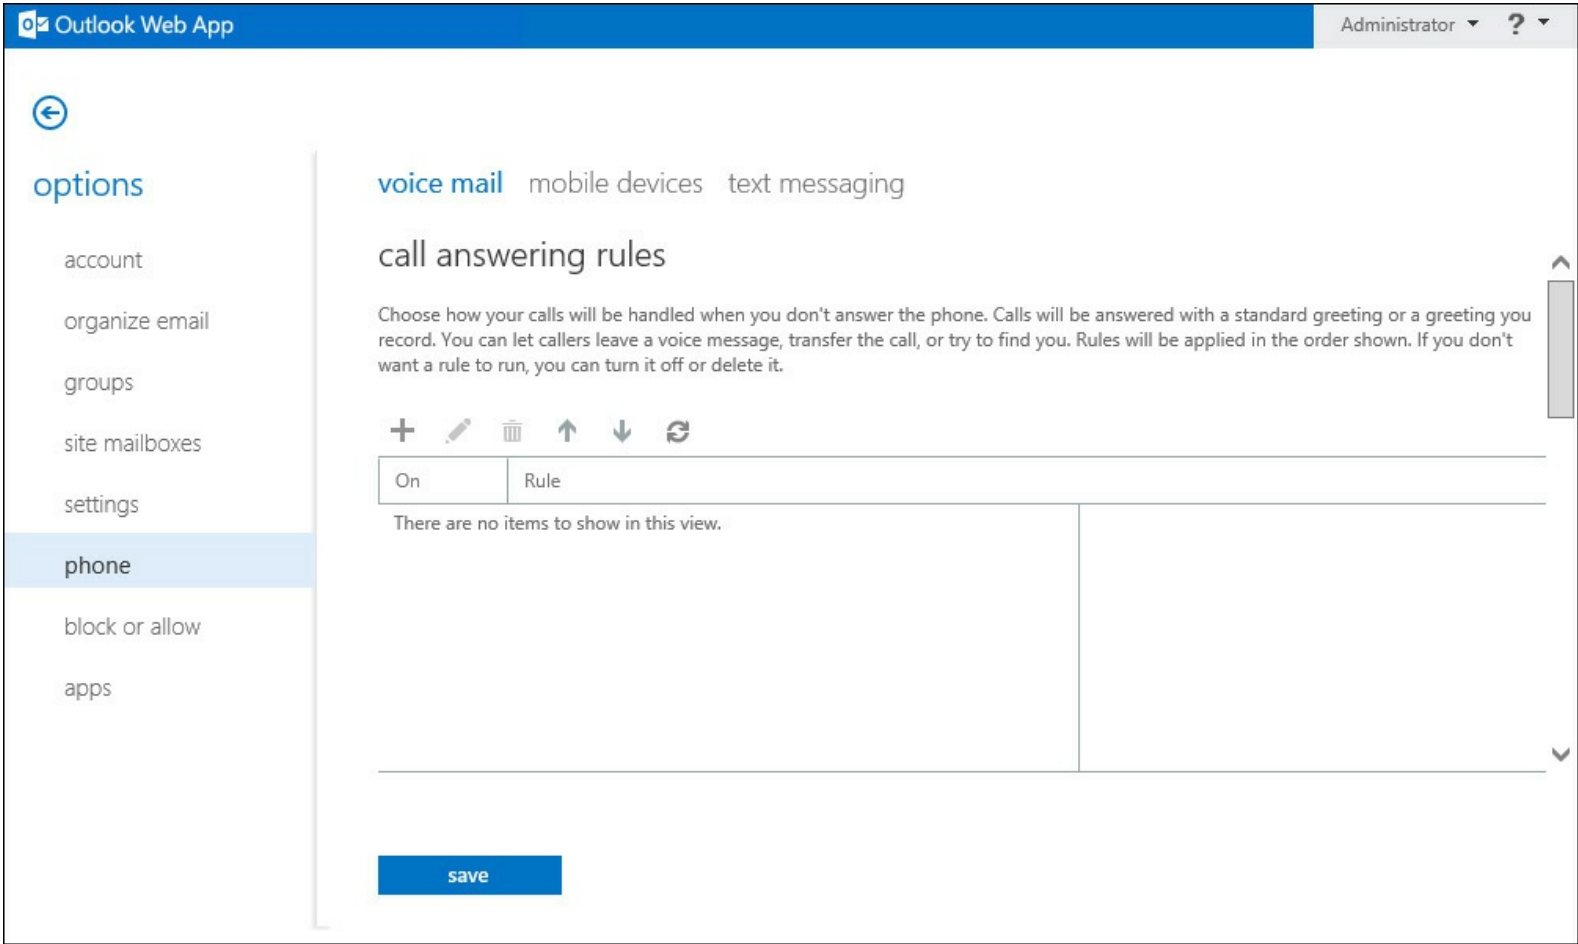 Outlook Web App
Administrator ?
options
account
organize email
groups
site mailboxes
settings
phone
block or allow
apps
voice mail mobile devices text messaging
call answering rules
Choose how your calls will be handled when you don't answer the phone. Calls will be answered with a standard greeting or a greeting you
record. You can let callers leave a voice message, transfer the call, or try to find you. Rules will be applied in the order shown. If you don't
want a rule to run, you can turn it off or delete it.
On Rule
There are no items to show in this view.
save